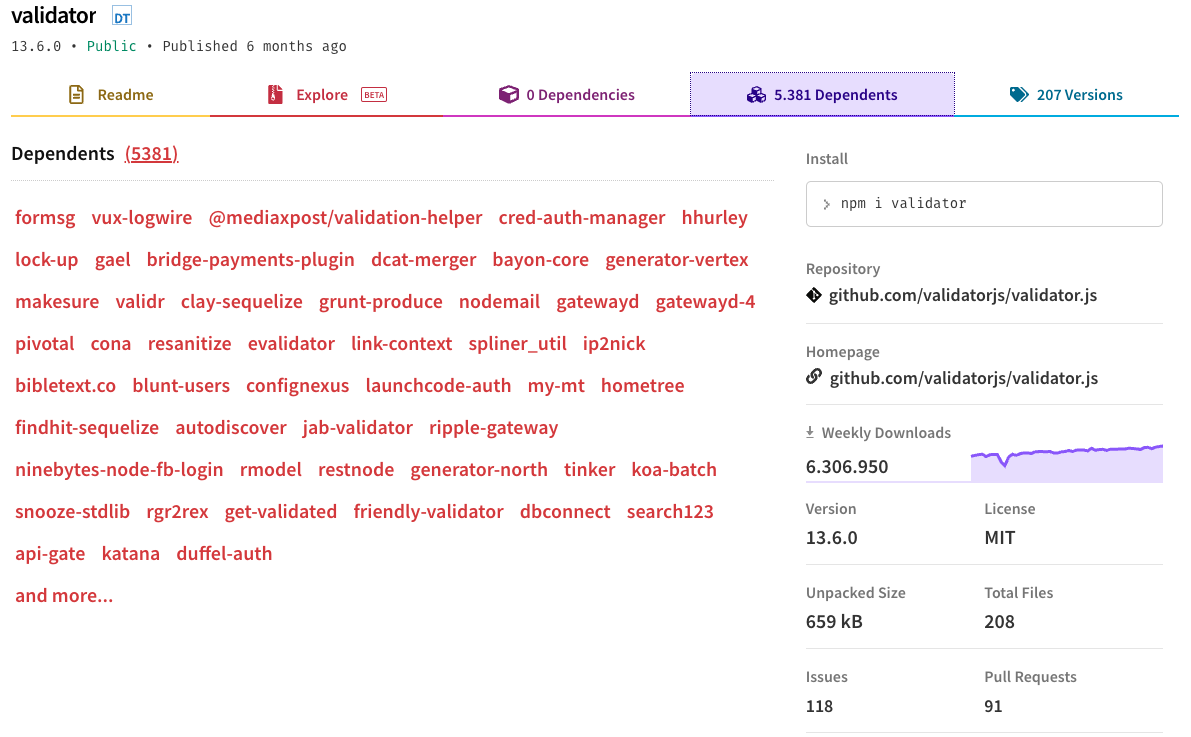 validator DT
13.6.0 • Public • Published 6 months ago
Readme
Explore BETA
0 Dependencies
5.381 Dependents
207 Versions
Dependents (5381)
formsg vux-logwire @mediaxpost/validation-helper cred-auth-manager hhurley
lock-up gael bridge-payments-plugin dcat-merger bayon-core generator-vertex
makesure validr clay-sequelize grunt-produce nodemail gatewayd gatewayd-4
pivotal cona resanitize evalidator link-context spliner_util ip2nick
bibletext.co blunt-users confignexus launchcode-auth my-mt hometree
findhit-sequelize autodiscover jab-validator ripple-gateway
ninebytes-node-fb-login rmodel restnode generator-north tinker koa-batch
snooze-stdlib rgr2rex get-validated friendly-validator dbconnect search123
api-gate katana duffel-auth
and more...
Install
> npm i validator
Repository
github.com/validatorjs/validator.js
Homepage
github.com/validatorjs/validator.js
Weekly Downloads
6.306.950
Version
13.6.0
License
MIT
Unpacked Size
659 kB
Total Files
208
Issues
118
Pull Requests
91